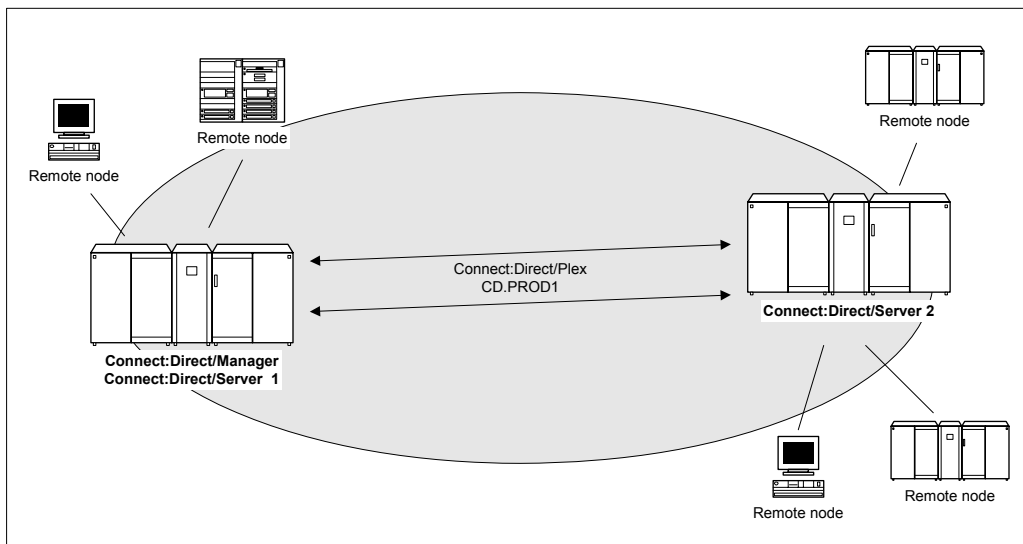 Remote node
Remote node
Remote node
Connect:Direct/Plex
CD.PROD1
Connect:Direct/Server 2
Connect:Direct/Manager
Connect:Direct/Server 1
Remote node
Remote node